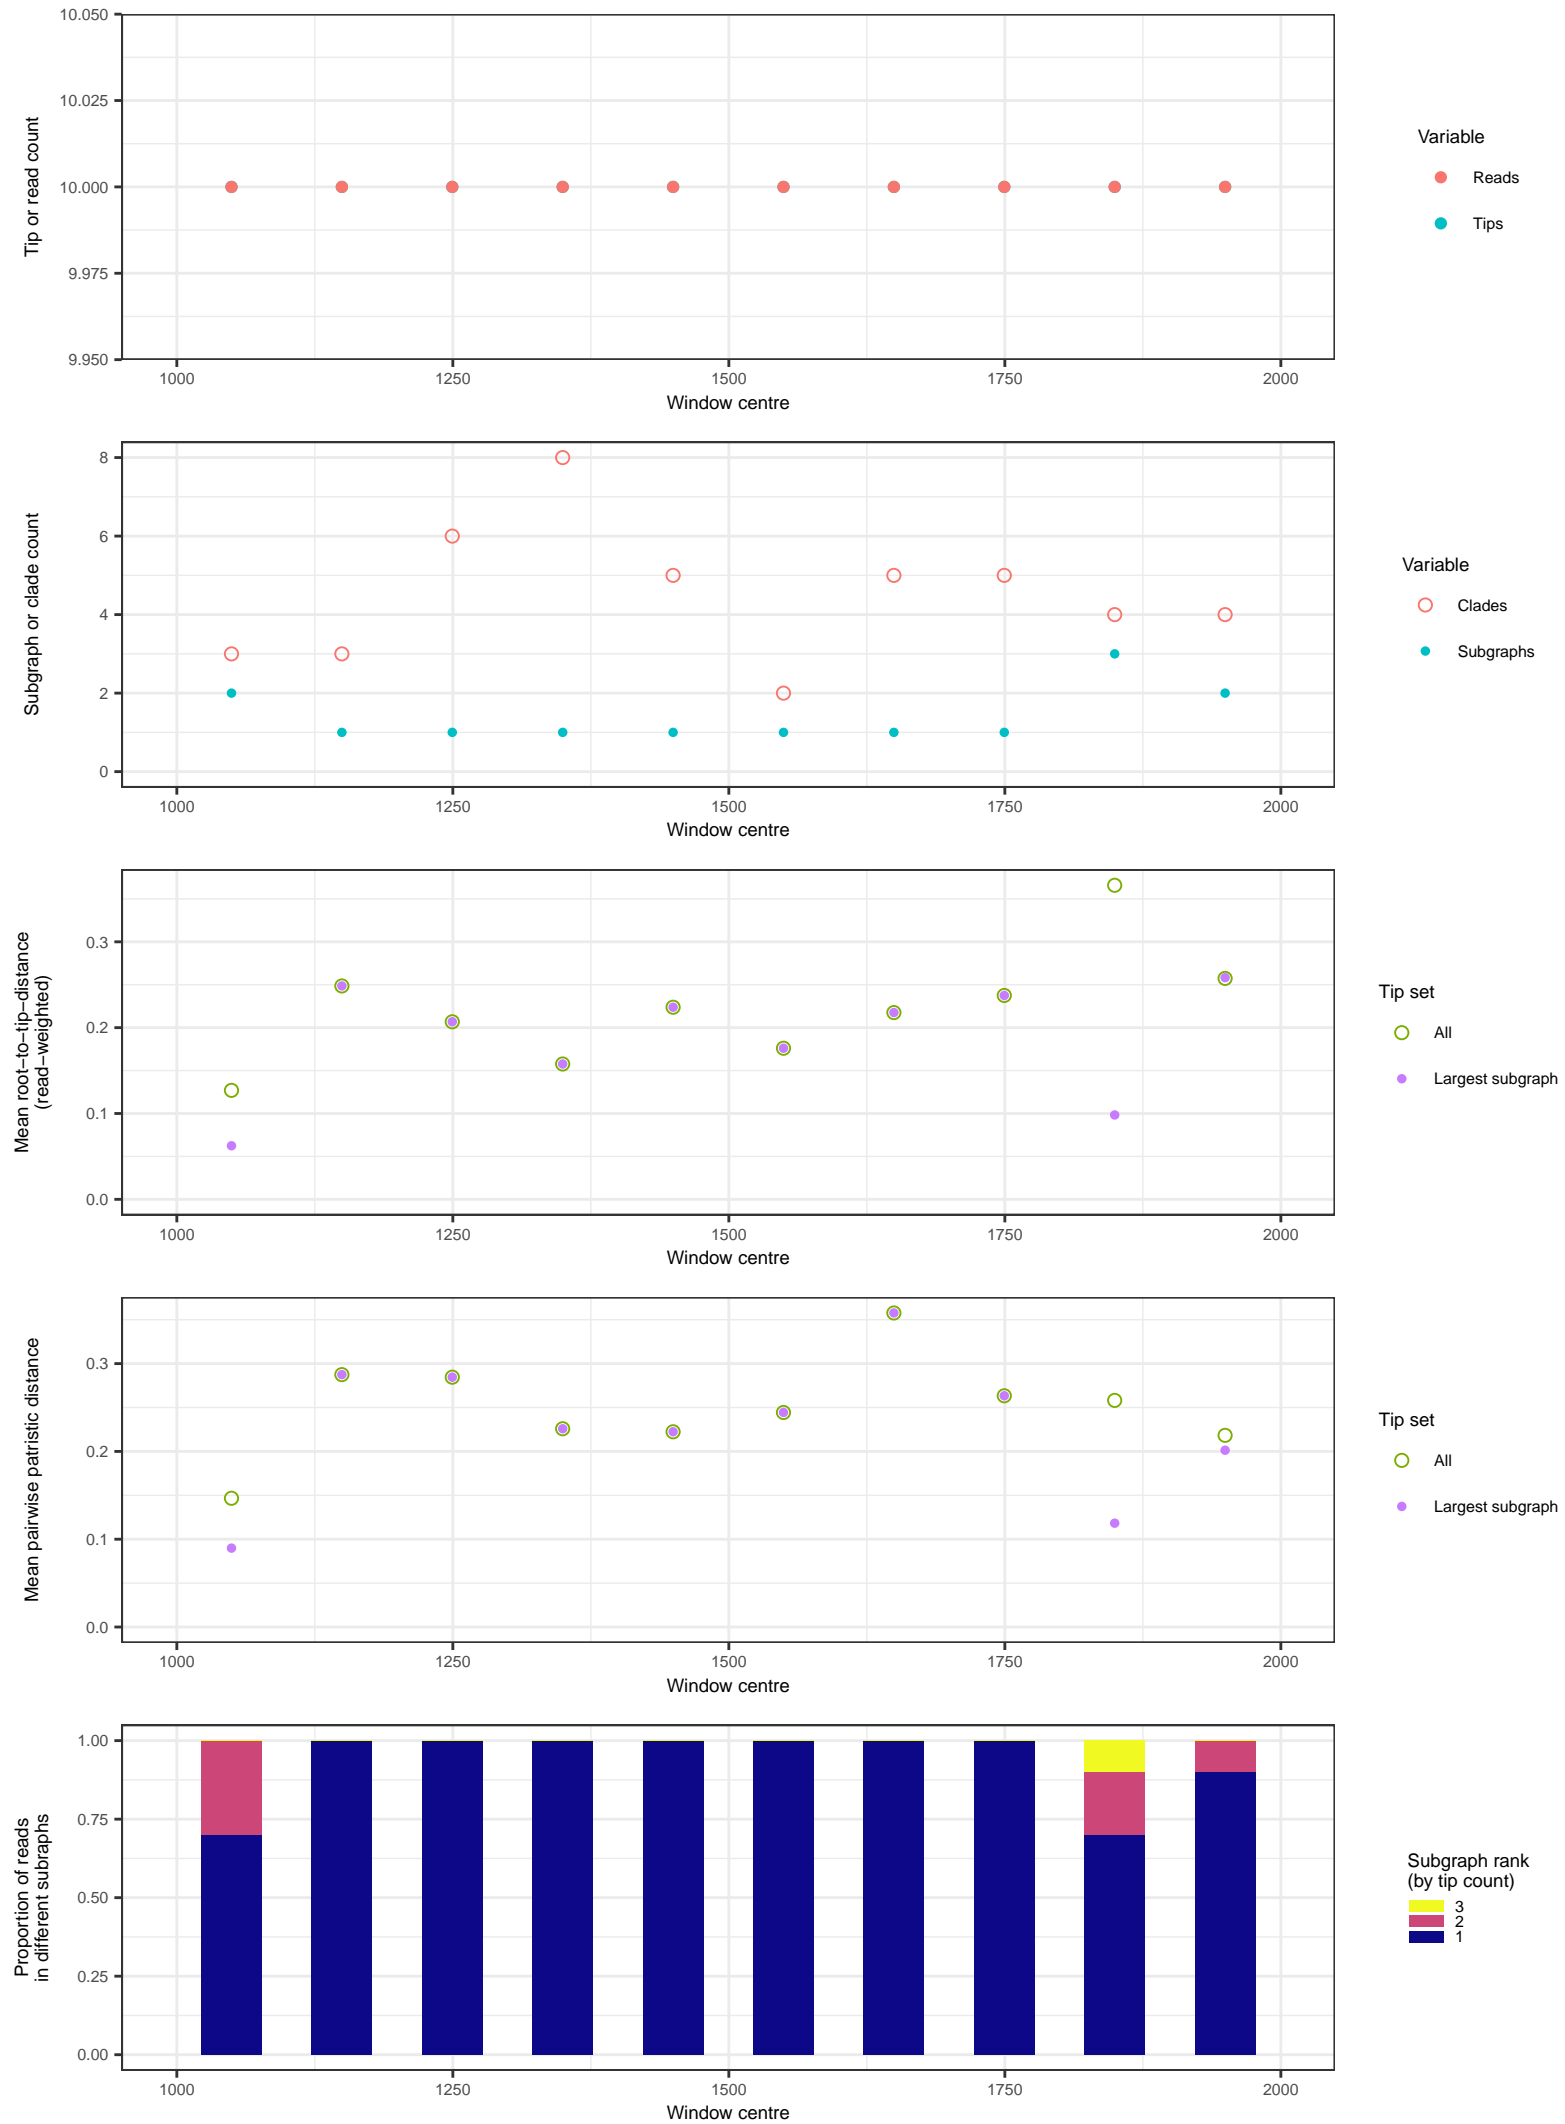 10.050
10.025
10.000
9.975
9.950
Tip or read count
1000 1250 1500 1750 2000
Window centre
Variable
Reads
Tips
8
6
4
2
0
Subgraph or clade count
1000 1250 1500 1750 2000
Window centre
Variable
Clades
Subgraphs
0.3
0.2
0.1
0.0
Mean root−to−tip−distance
(read−weighted)
1000 1250 1500 1750 2000
Window centre
Tip set
All
Largest subgraph
0.3
0.2
0.1
0.0
Mean pairwise patristic distance
1000 1250 1500 1750 2000
Window centre
Tip set
All
Largest subgraph
1.00
0.75
0.50
0.25
0.00
Proportion of reads
in different subraphs
1000 1250 1500 1750 2000
Window centre
Subgraph rank
(by tip count)
3
2
1